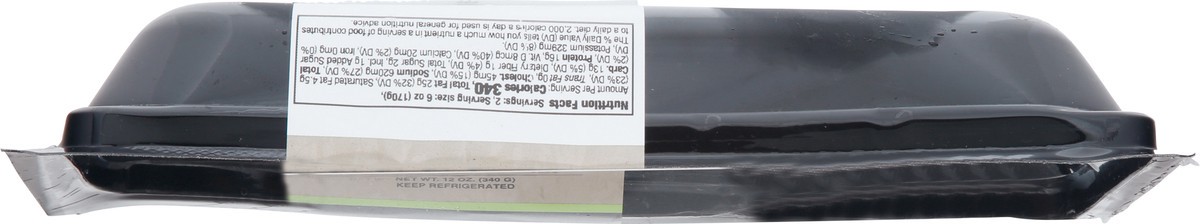 Nutrition Facts Servings: 2, Serving size: 6 oz (170g),
Amount Per Serving: Calories 340, Total Fat 25g (32% DV), Saturated Fat 4.5g
(23% DV), Trans Fat 0g, Cholest. 45mg (15% DV), Sodium 620mg (27% DV), Total
Carb. 13g (5% DV), Dietary Fiber 1g (4% DV), Total Sugar 2g, Incl. 1g Added Sugar
(2% DV), Protein 16g, Vit. D 8mcg (40% DV), Calcium 20mg (2% DV), Iron 0mg (0%
DV), Potassium 329mg (8% DV).
% Daily Value (DV) tells you how much a nutrient in a serving of food contributes
to a daily diet. 2,000 calories a day is used for general nutrition advice.
NET WT. 12 OZ. (340 G)
KEEP REFRIGERATED